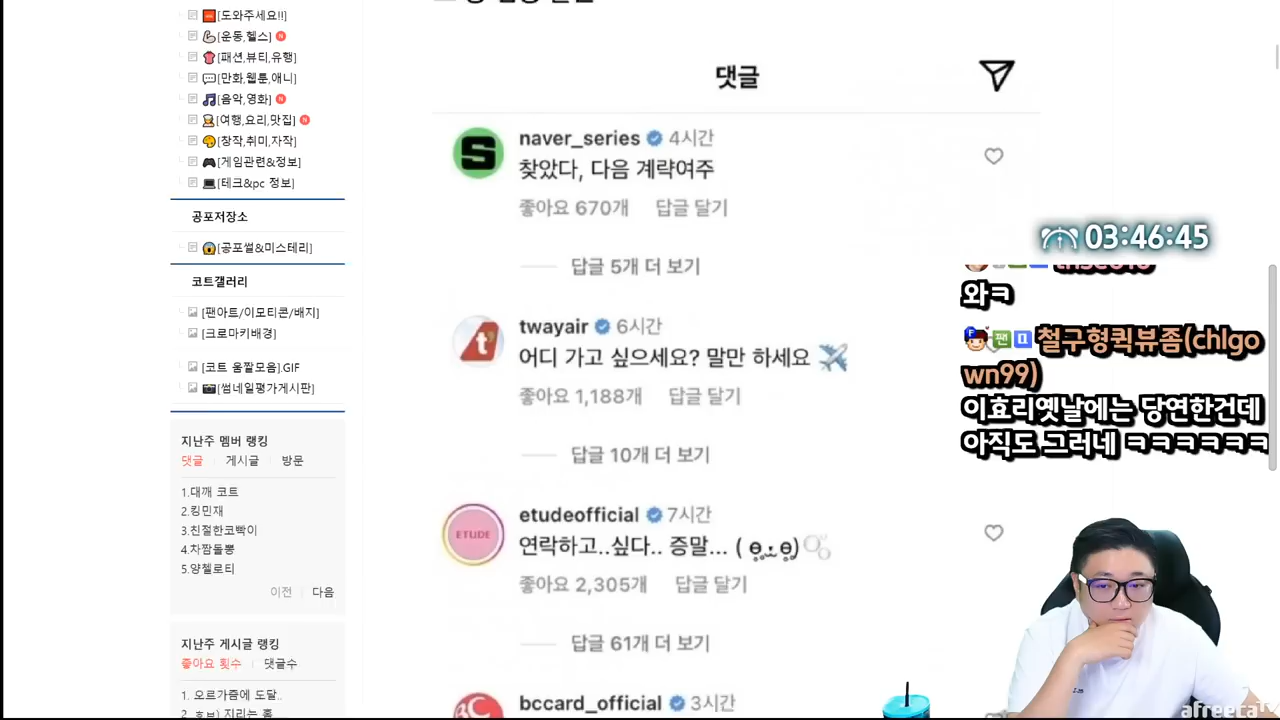 [도와주세요!!]
[운동,헬스] N
[패션,뷰티,유행]
[만화,웹툰,애니]
[음악,영화] N
[여행,요리,맛집] N
[창작,취미,자작]
[게임관련&정보]
[테크&pc 정보]
공포저장소
[공포썰&미스테리]
코트갤러리
[팬아트/이모티콘/배지]
[크로마키배경]
[코트 움짤모음].GIF
[썸네일평가게시판]
지난주 멤버 랭킹
댓글 게시글 방문
1.대깨 코트
2.킹민재
3.친절한코빡이
4.차짬둘뽕
5.양첼로티
이전 다음
지난주 게시글 랭킹
좋아요 횟수 댓글수
1. 오르가즘에 도달..
댓글
naver_series 4시간
찾았다, 다음 계략여주
좋아요 670개 답글 달기
답글 5개 더 보기
twayair 6시간
어디 가고 싶으세요? 말만 하세요 ✈️
좋아요 1,188개 답글 달기
답글 10개 더 보기
ETUDE
etudeofficial 7시간
연락하고..싶다.. 증말...
좋아요 2,305개 답글 달기
답글 61개 더 보기
bccard_official 3시간
03:46:45
와ㅋ
팬 철구형퀵뷰좀(chlgo
wn99)
이효리옛날에는 당연한건데
아직도 그러네 ㅋㅋㅋㅋㅋㅋ
afreecaTV